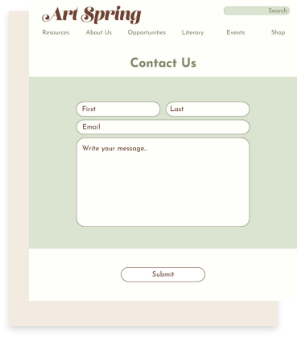 Art Spring
Search
Resources About Us Opportunities Literary Events Shop
Contact Us
First Last
Email
Write your message..
Submit